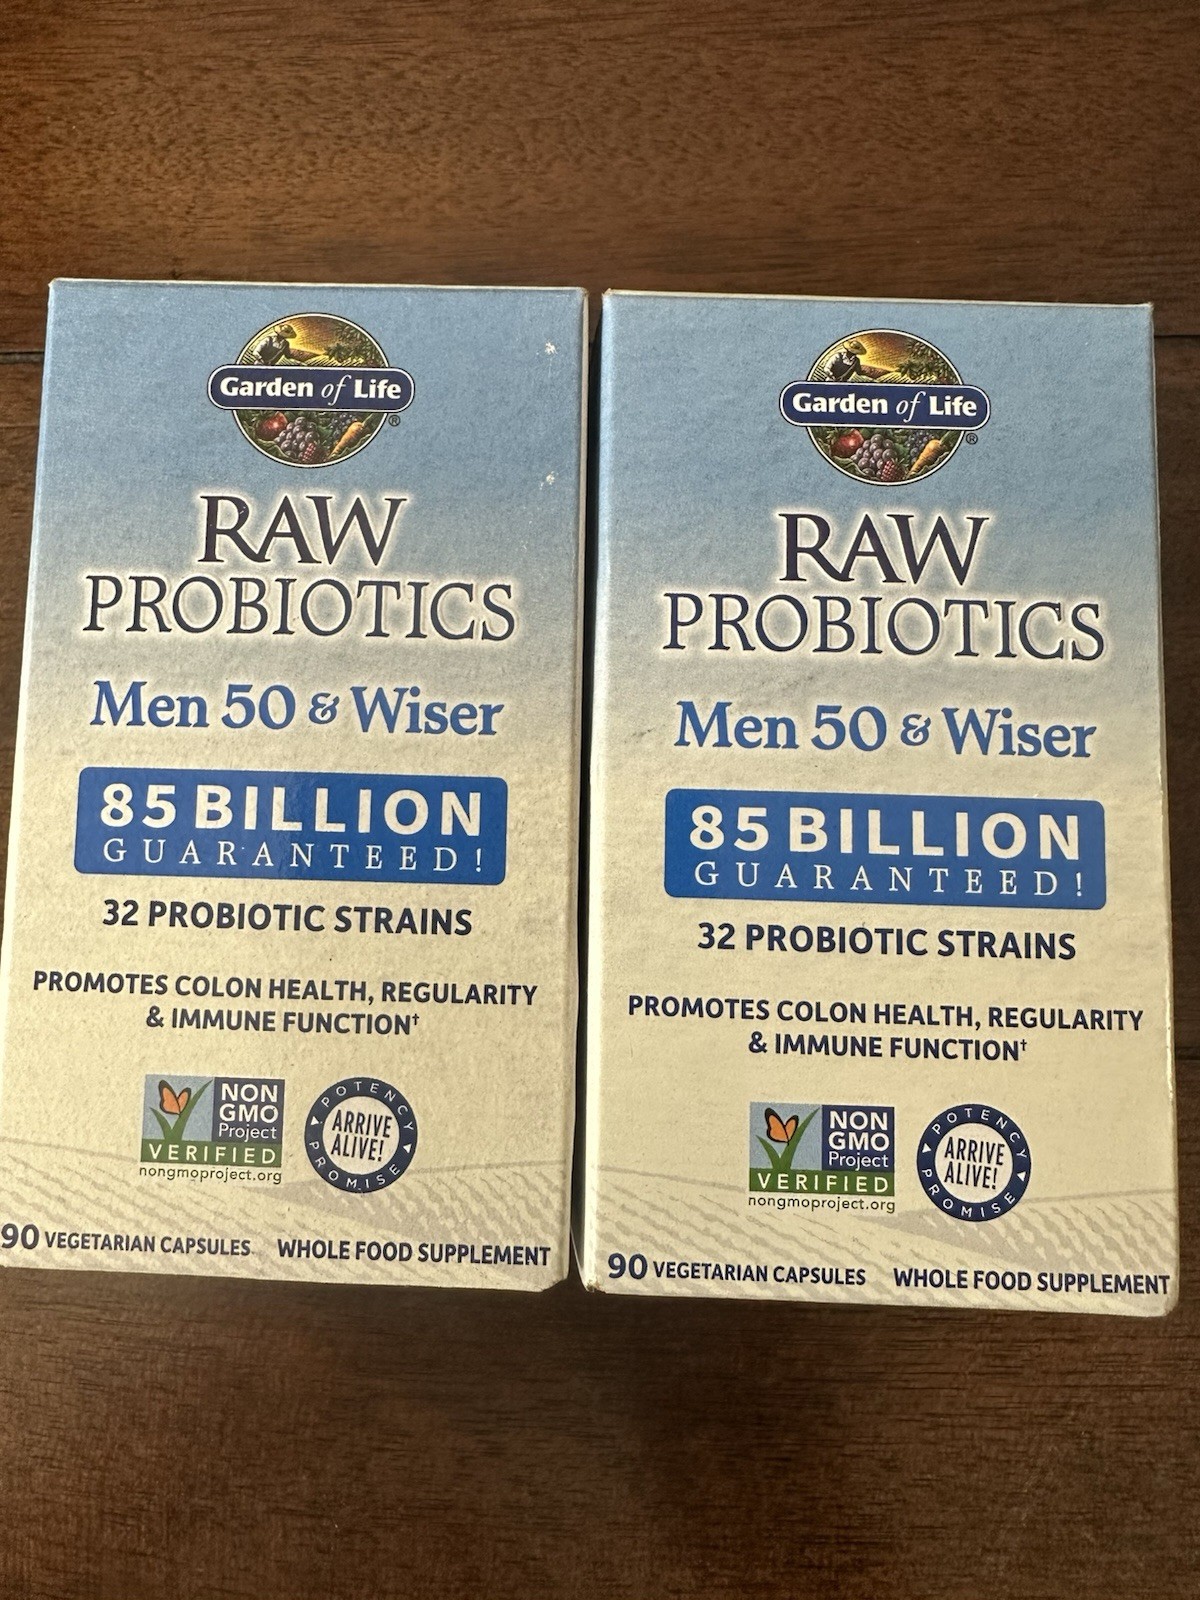 Garden of Life®
RAW
PROBIOTICS
Men 50 & Wiser
85 BILLION
GUARANTEED!
32 PROBIOTIC STRAINS
PROMOTES COLON HEALTH, REGULARITY
& IMMUNE FUNCTION†
NON
GMO
Project
VERIFIED
nongmoproject.org
POTENCY
ARRIVE
ALIVE!
PROMISE
90 VEGETARIAN CAPSULES WHOLE FOOD SUPPLEMENT
Garden of Life®
RAW
PROBIOTICS
Men 50 & Wiser
85 BILLION
GUARANTEED!
32 PROBIOTIC STRAINS
PROMOTES COLON HEALTH, REGULARITY
& IMMUNE FUNCTION†
NON
GMO
Project
VERIFIED
nongmoproject.org
POTENCY
ARRIVE
ALIVE!
PROMISE
90 VEGETARIAN CAPSULES WHOLE FOOD SUPPLEMENT